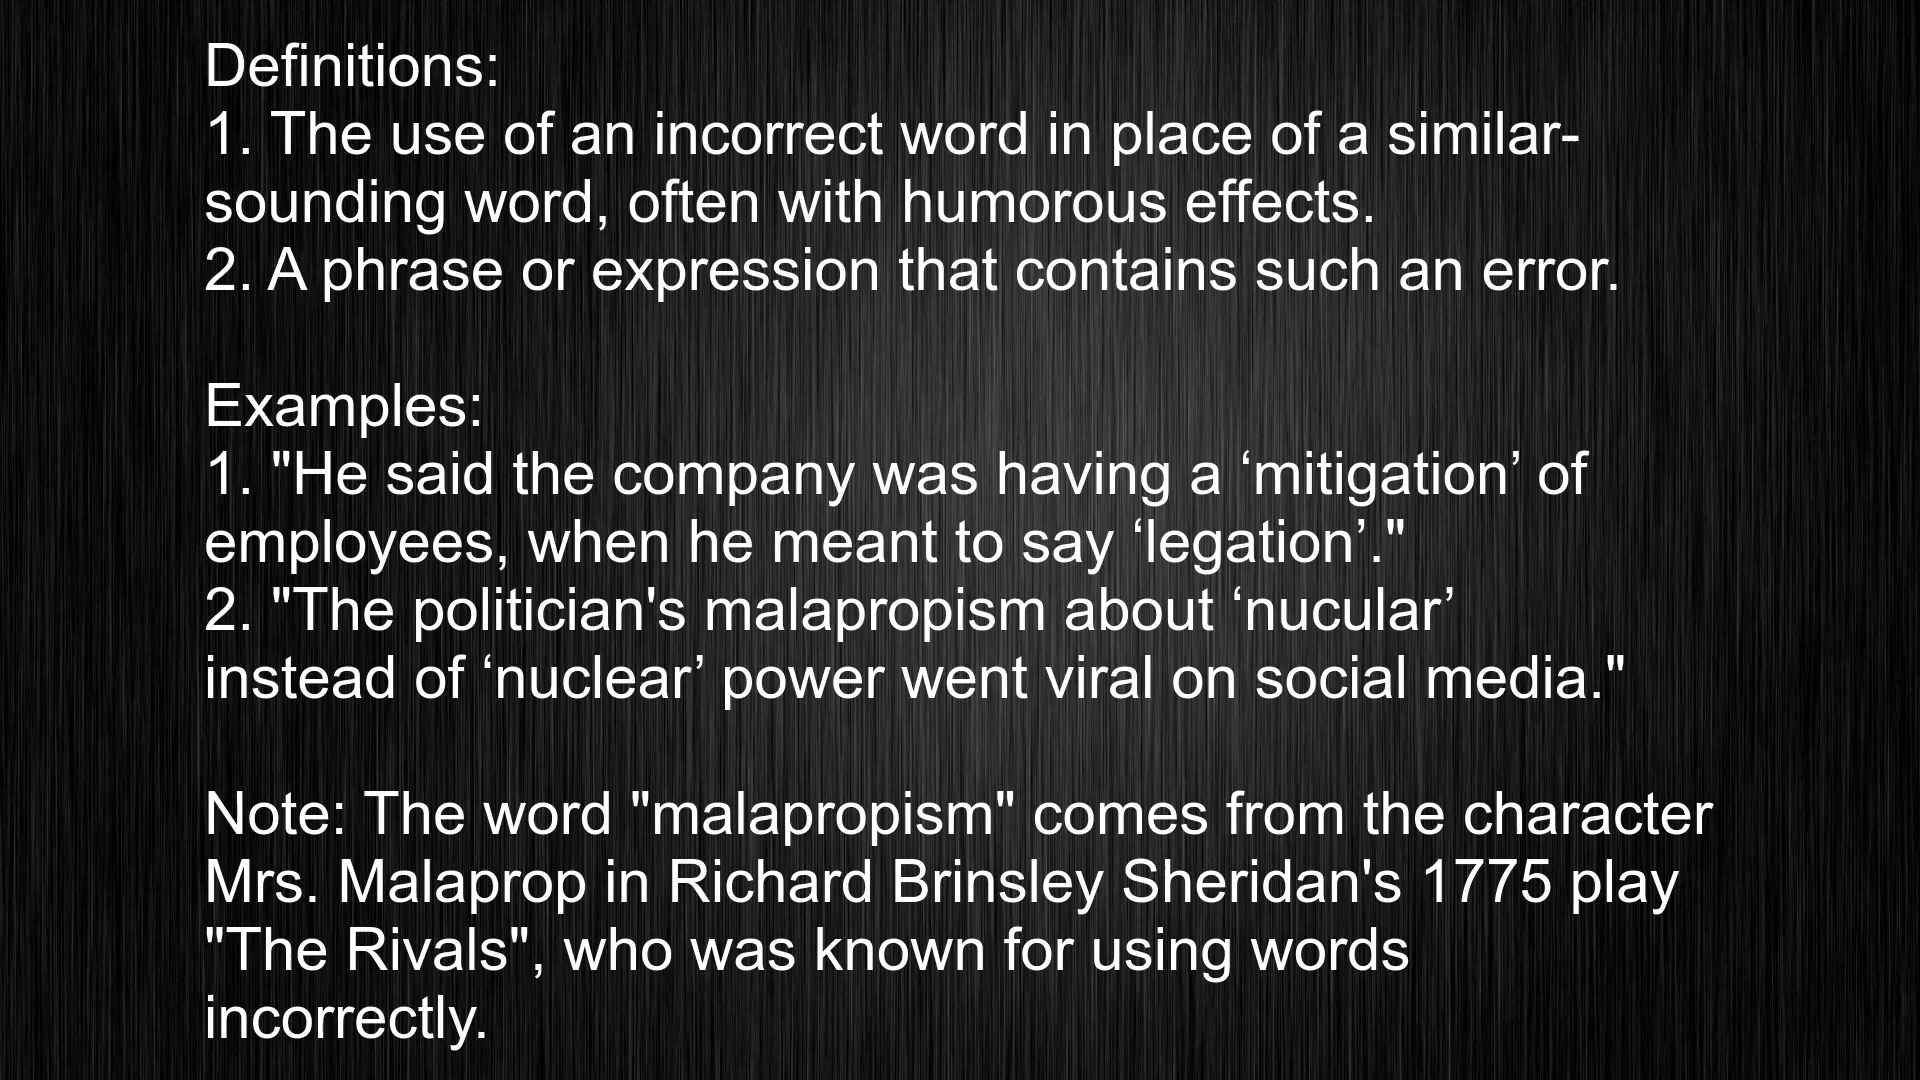 Definitions:
1. The use of an incorrect word in place of a similar-
sounding word, often with humorous effects.
2. A phrase or expression that contains such an error.
Examples:
1. "He said the company was having a ‘mitigation’ of
employees, when he meant to say ‘legation’."
2. "The politician's malapropism about ‘nucular’
instead of ‘nuclear’ power went viral on social media."
Note: The word "malapropism" comes from the character
Mrs. Malaprop in Richard Brinsley Sheridan's 1775 play
"The Rivals", who was known for using words
incorrectly.